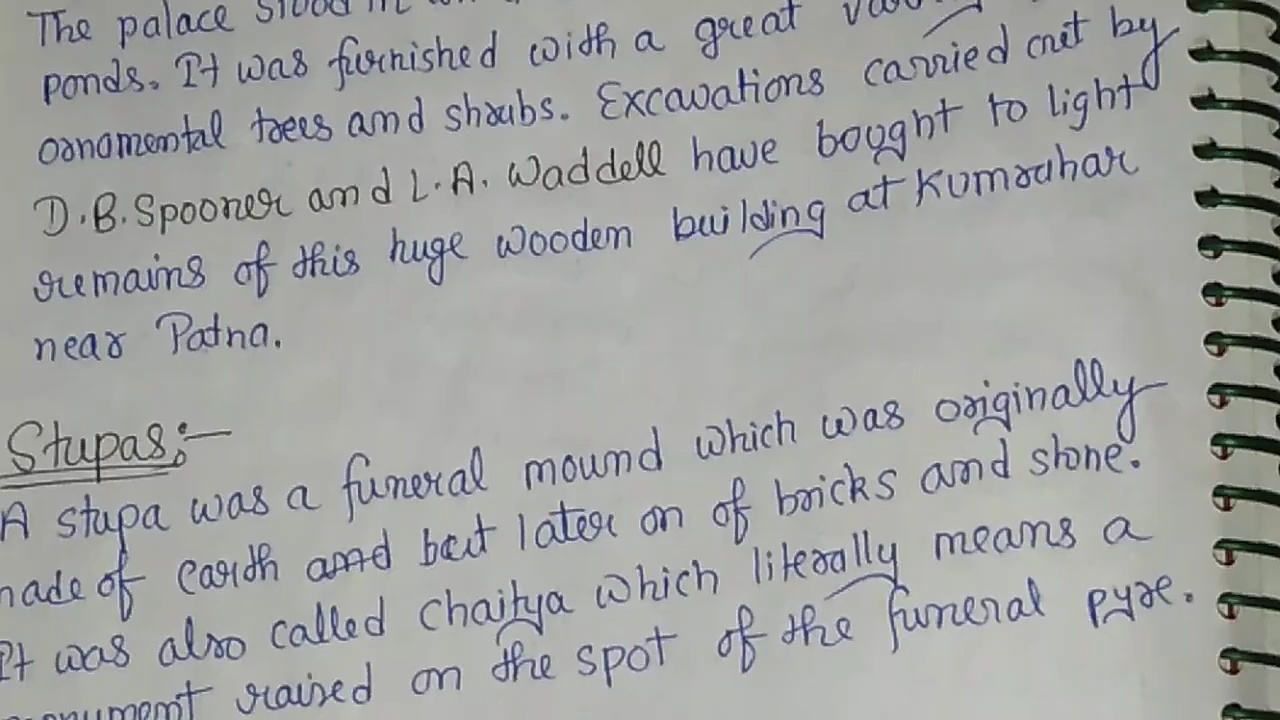 The palace stood in
ponds. It was furnished with a great
ornamental trees and shrubs. Excavations carried out by
D.B. Spooner and L.A. Waddell have bought to light
remains of this huge wooden building at Kumrahar
near Patna.
Stupas:-
A stupa was a funeral mound which was originally
made of earth and but later on of bricks and stone.
It was also called Chaitya which literally means a
monument raised on the spot of the funeral pyre.